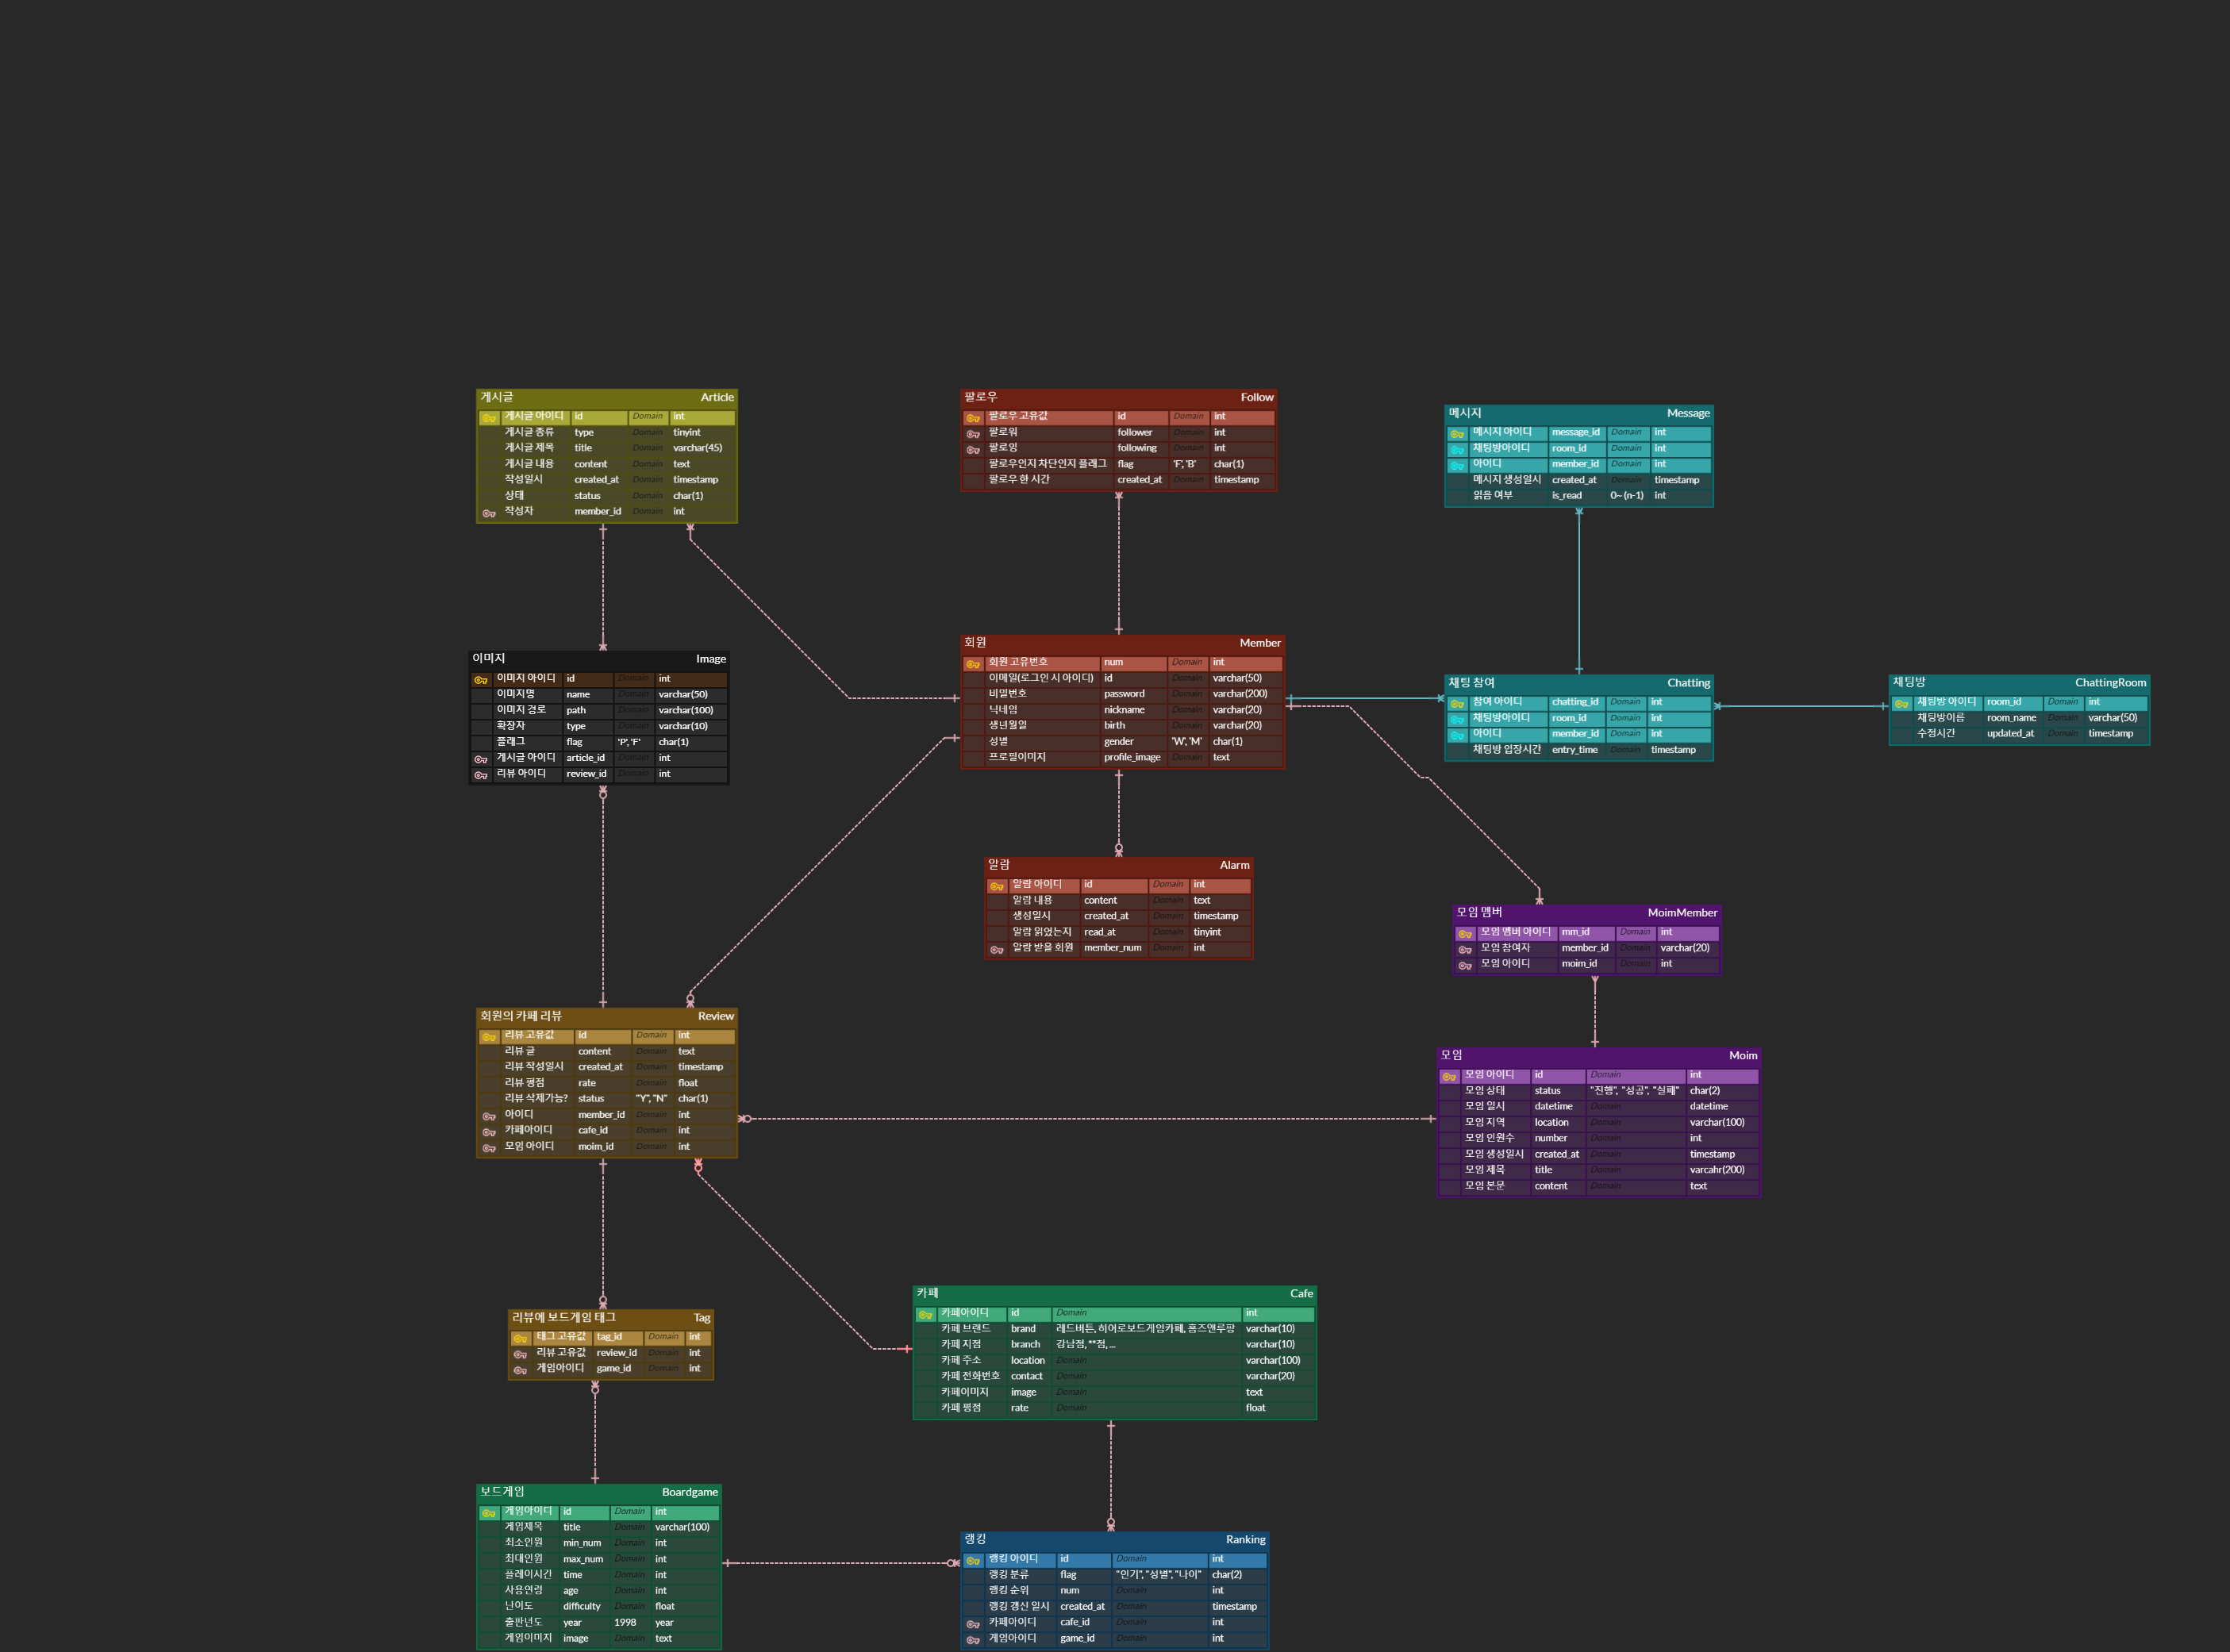 게시글 Article
게시글 아이디 id Domain int
게시글 종류 type Domain tinyint
게시글 제목 title Domain varchar(45)
게시글 내용 content Domain text
작성일시 created_at Domain timestamp
상태 status Domain char(1)
작성자 member_id Domain int
팔로우 Follow
팔로우 고유값 id Domain int
팔로워 follower Domain int
팔로잉 following Domain int
팔로우인지 차단인지 플래그 flag 'F', 'B' char(1)
팔로우 한 시간 created_at Domain timestamp
메시지 Message
메시지 아이디 message_id Domain int
채팅방아이디 room_id Domain int
아이디 member_id Domain int
메시지 생성일시 created_at Domain timestamp
읽음 여부 is_read 0~ (n-1) int
이미지 Image
이미지 아이디 id Domain int
이미지명 name Domain varchar(50)
이미지 경로 path Domain varchar(100)
확장자 type Domain varchar(10)
플래그 flag 'P', 'F' char(1)
게시글 아이디 article_id Domain int
리뷰 아이디 review_id Domain int
회원 Member
회원 고유번호 num Domain int
이메일(로그인 시 아이디) id Domain varchar(50)
비밀번호 password Domain varchar(200)
닉네임 nickname Domain varchar(20)
생년월일 birth Domain varchar(20)
성별 gender 'W', 'M' char(1)
프로필이미지 profile_image Domain text
채팅 참여 Chatting
참여 아이디 chatting_id Domain int
채팅방아이디 room_id Domain int
아이디 member_id Domain int
채팅방 입장시간 entry_time Domain timestamp
채팅방 ChattingRoom
채팅방 아이디 room_id Domain int
채팅방이름 room_name Domain varchar(50)
수정시간 updated_at Domain timestamp
알람 Alarm
알람 아이디 id Domain int
알람 내용 content Domain text
생성일시 created_at Domain timestamp
알람 읽었는지 read_at Domain tinyint
알람 받을 회원 member_num Domain int
모임 멤버 MoimMember
모임 멤버 아이디 mm_id Domain int
모임 참여자 member_id Domain varchar(20)
모임 아이디 moim_id Domain int
회원의 카페 리뷰 Review
리뷰 고유값 id Domain int
리뷰 글 content Domain text
리뷰 작성일시 created_at Domain timestamp
리뷰 평점 rate Domain float
리뷰 삭제가능? status "Y", "N" char(1)
아이디 member_id Domain int
카페아이디 cafe_id Domain int
모임 아이디 moim_id Domain int
모임 Moim
모임 아이디 id Domain int
모임 상태 status "진행", "성공", "실패" char(2)
모임 일시 datetime Domain datetime
모임 지역 location Domain varchar(100)
모임 인원수 number Domain int
모임 생성일시 created_at Domain timestamp
모임 제목 title Domain varcahr(200)
모임 본문 content Domain text
리뷰에 보드게임 태그 Tag
태그 고유값 tag_id Domain int
리뷰 고유값 review_id Domain int
게임아이디 game_id Domain int
카페 Cafe
카페아이디 id Domain int
카페 브랜드 brand 레드버튼, 히어로보드게임카페, 홈즈앤루팡 varchar(10)
카페 지점 branch 강남점, **점, ... varchar(10)
카페 주소 location Domain varchar(100)
카페 전화번호 contact Domain varchar(20)
카페이미지 image Domain text
카페 평점 rate Domain float
보드게임 Boardgame
게임아이디 id Domain int
게임제목 title Domain varchar(100)
최소인원 min_num Domain int
최대인원 max_num Domain int
플레이시간 time Domain int
사용연령 age Domain int
난이도 difficulty Domain float
출판년도 year 1998 year
게임이미지 image Domain text
랭킹 Ranking
랭킹 아이디 id Domain int
랭킹 분류 flag "인기", "성별", "나이" char(2)
랭킹 순위 num Domain int
랭킹 갱신 일시 created_at Domain timestamp
카페아이디 cafe_id Domain int
게임아이디 game_id Domain int